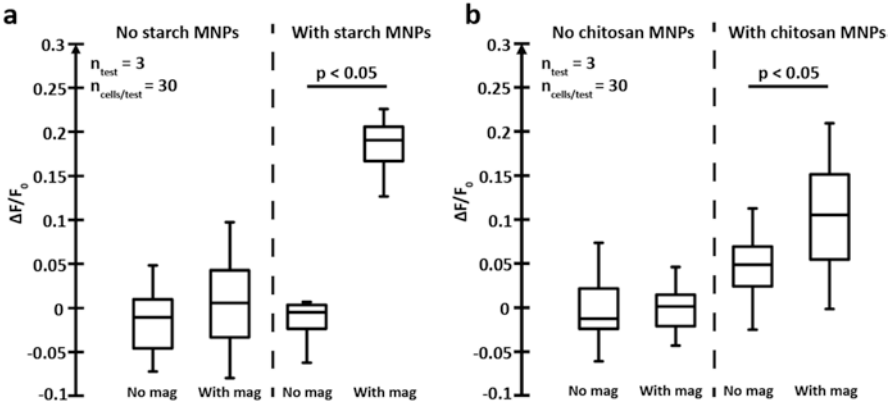 a
No starch MNPs
With starch MNPs
n_test = 3
n_cells/test = 30
p < 0.05
ΔF/F₀
0.3
0.25
0.2
0.15
0.1
0.05
0
-0.05
-0.1
No mag
With mag
No mag
With mag
b
No chitosan MNPs
With chitosan MNPs
n_test = 3
n_cells/test = 30
p < 0.05
ΔF/F₀
0.3
0.25
0.2
0.15
0.1
0.05
0
-0.05
-0.1
No mag
With mag
No mag
With mag